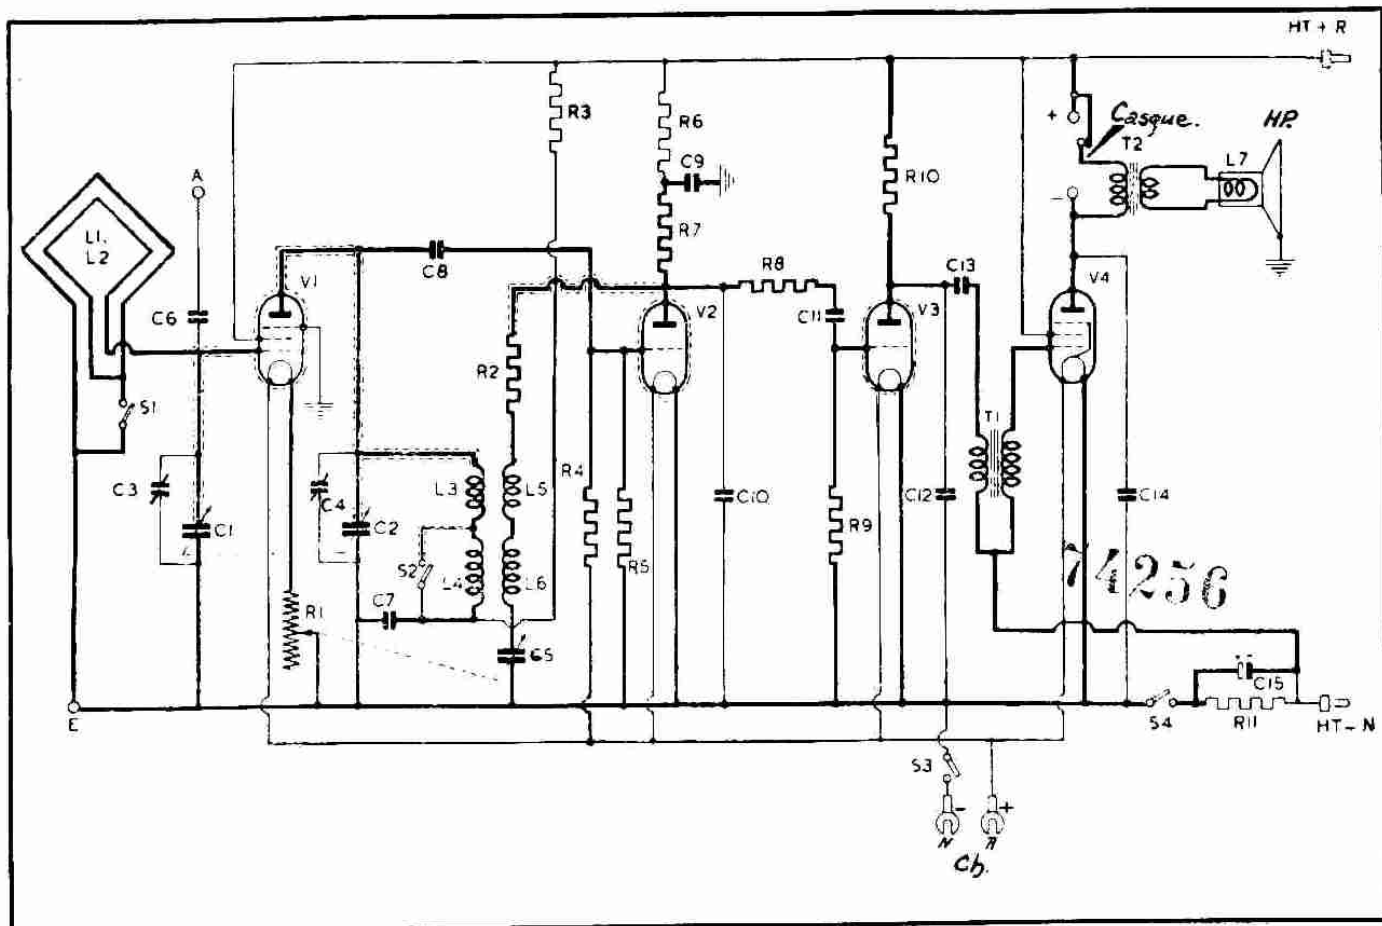 HT + R
R3
R6
C9
R7
R10
+
Casque.
T2
HP.
L7
A
L1.
L2
V1
C8
C6
R8
C13
V4
−
V2
C11
V3
R2
S1
T1
C3
C1
C4
C2
L3
L5
R4
C10
C12
C14
R9
S2
L4
L6
R5
74256
C7
R1
C5
C15
E
S4
R11
HT - N
S3
-
+
N
R
Ch.